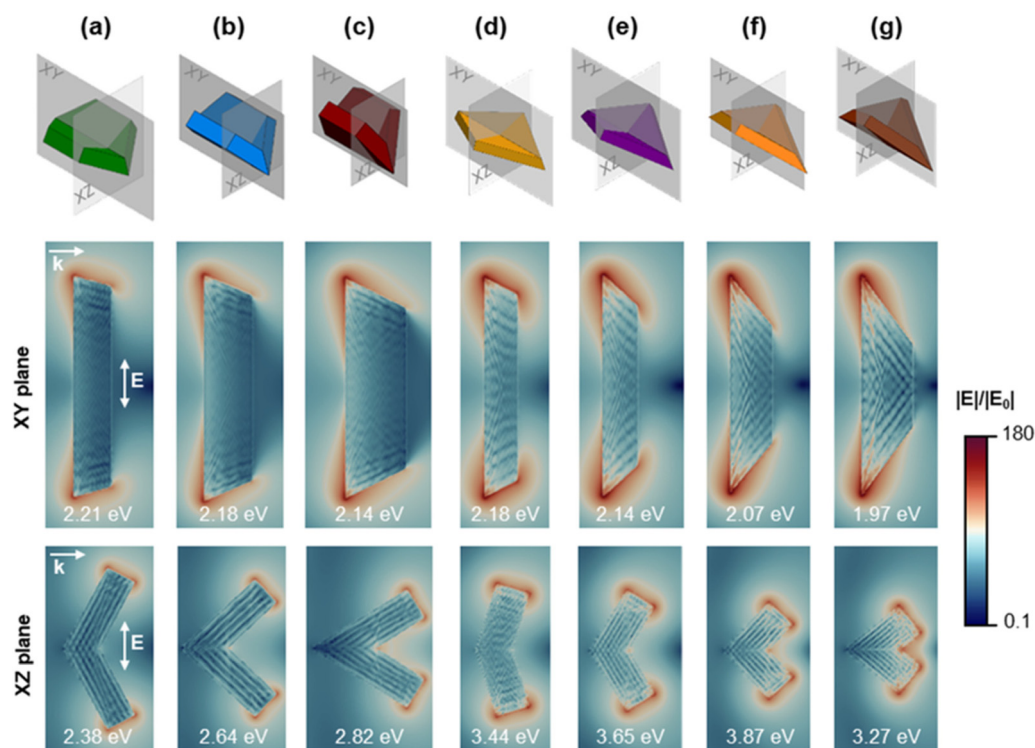 (a) (b) (c) (d) (e) (f) (g)
XY XY XY XY XY XY XY
XZ XZ XZ XZ XZ XZ XZ
XY plane
k
E
2.21 eV 2.18 eV 2.14 eV 2.18 eV 2.14 eV 2.07 eV 1.97 eV
|E|/|E₀|
180
0.1
XZ plane
k
E
2.38 eV 2.64 eV 2.82 eV 3.44 eV 3.65 eV 3.87 eV 3.27 eV